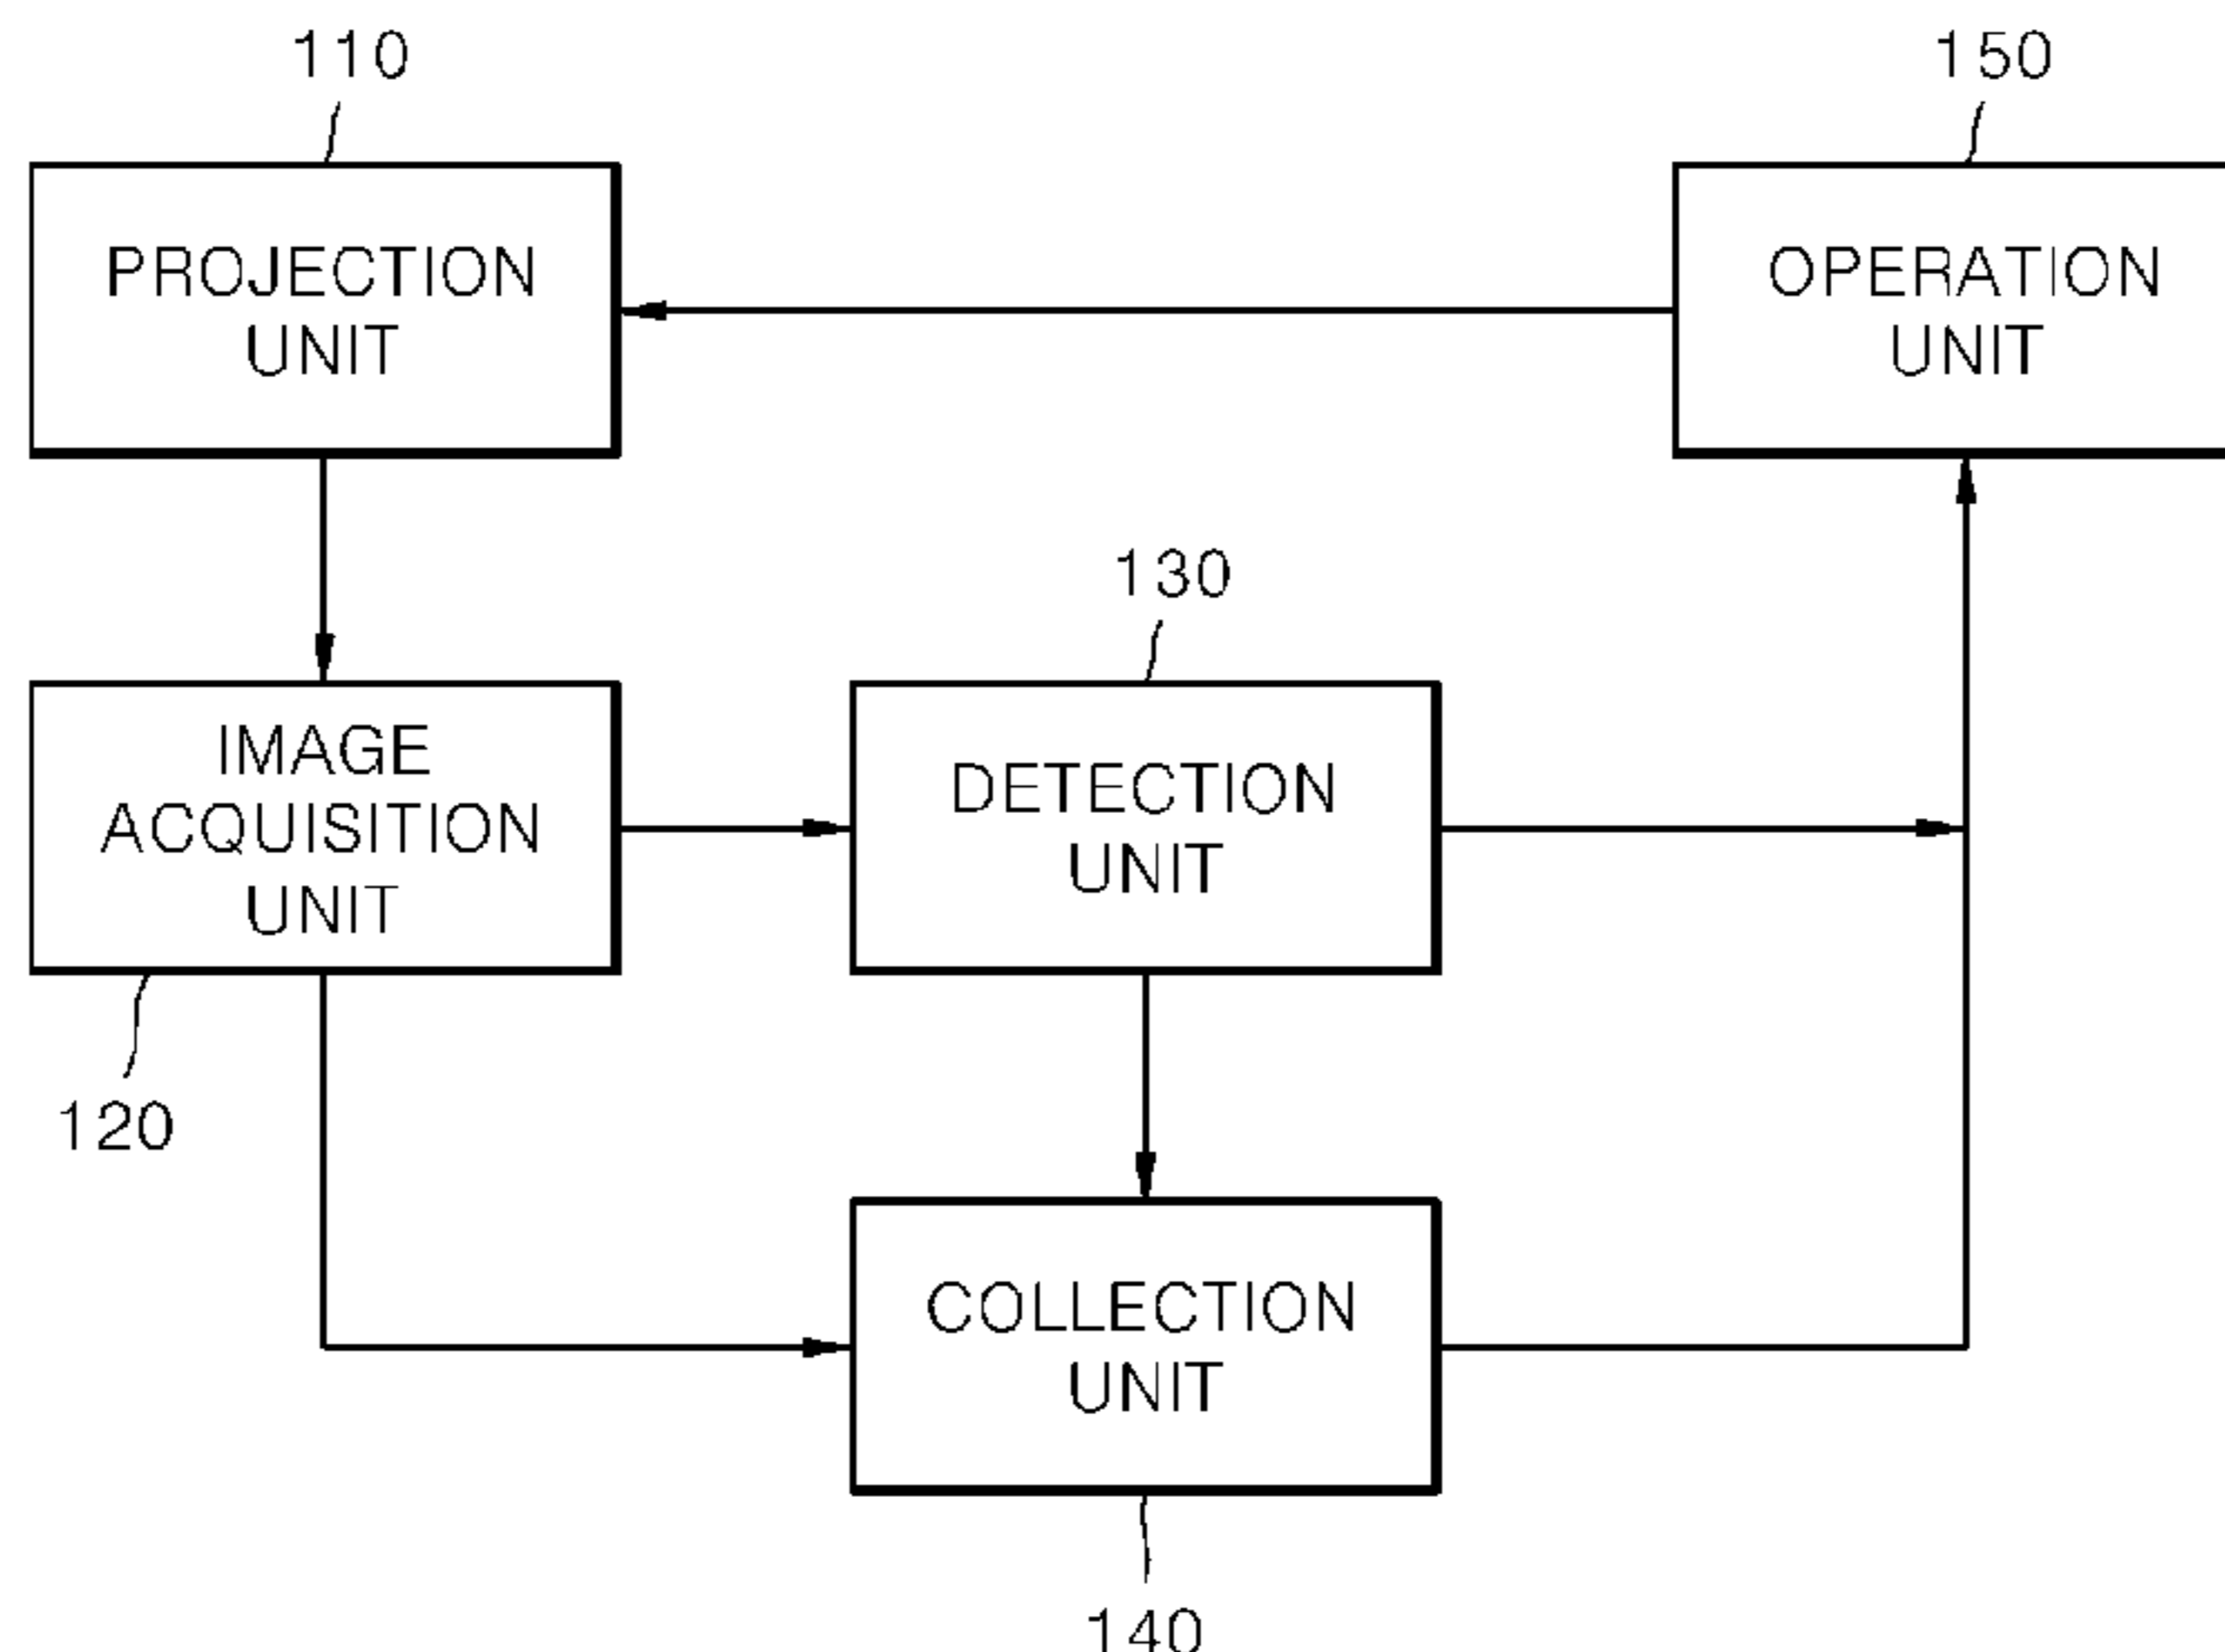 110
150
PROJECTION
UNIT
OPERATION
UNIT
130
IMAGE
ACQUISITION
UNIT
DETECTION
UNIT
120
COLLECTION
UNIT
140